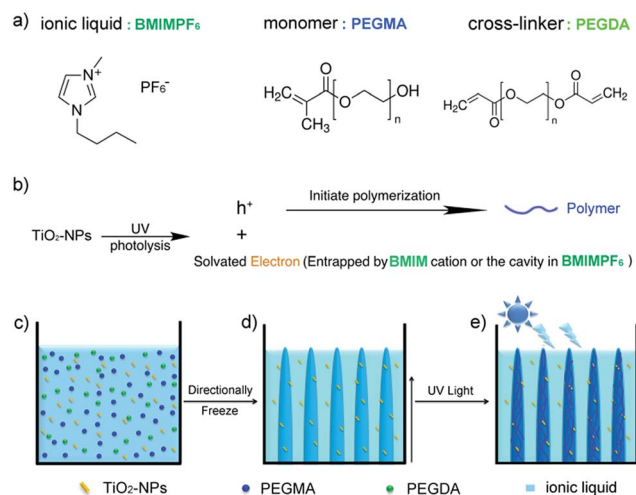 a) ionic liquid : BMIMPF₆ monomer : PEGMA cross-linker : PEGDA
N⁺
N
PF₆⁻
H₂C
CH₃
O
O
OH
n
H₂C
O
O
n
O
O
CH₂
b)
TiO₂-NPs
UV
photolysis
h⁺
+
Initiate polymerization
Polymer
Solvated Electron (Entrapped by BMIM cation or the cavity in BMIMPF₆ )
c)
Directionally
Freeze
d)
UV Light
e)
TiO₂-NPs PEGMA PEGDA ionic liquid